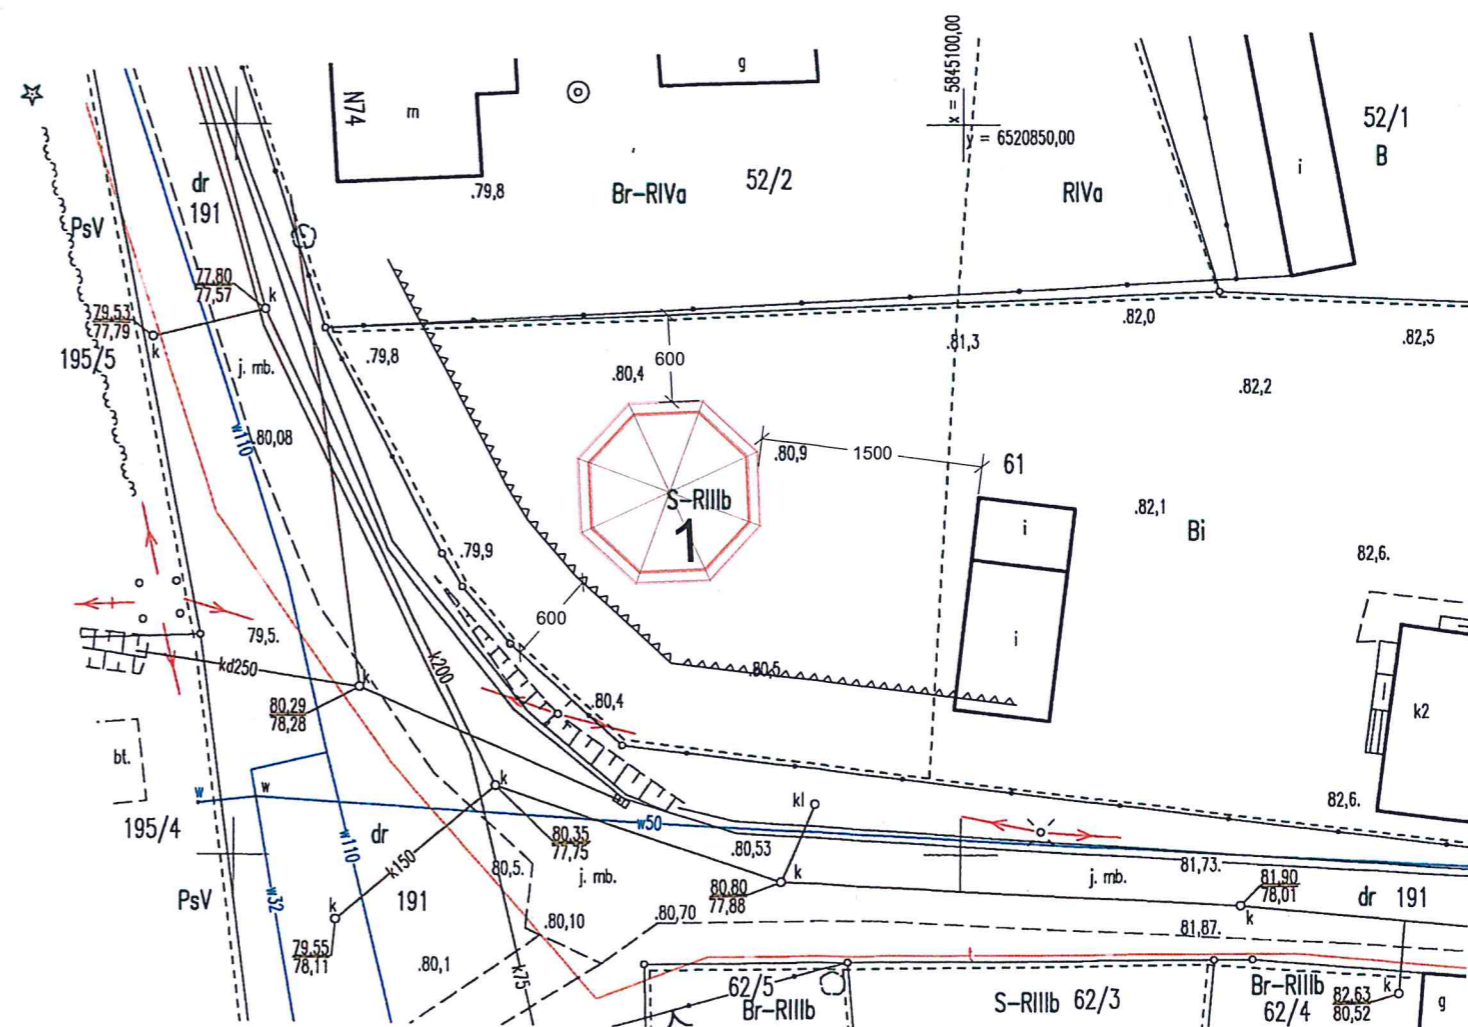 x = 5845100,00
y = 6520850,00
g
m
N74
52/1
B
i
dr
191
.79,8
Br-RIVa
52/2
RIVa
PsV
77,80
77,57
k
79,53
77,79
k
195/5
j. mb.
.79,8
600
.80,4
.81,3
.82,0
.82,5
.82,2
w110
.80,08
.80,9
1500
61
S-RIIIb
1
.82,1
Bi
i
82,6.
.79,9
600
79,5.
kd250
k
k200
i
.80,5
80,29
78,28
.80,4
k2
bt.
w
w
k
kl
82,6.
195/4
dr
w110
w50
80,35
77,75
.80,53
k150
80,5.
j. mb.
80,80
77,88
k
j. mb.
81,73.
81,90
78,01
k
dr 191
PsV
w32
k
191
.80,10
.80,70
81,87.
79,55
78,11
.80,1
k75
t
62/5
Br-RIIIb
S-RIIIb 62/3
Br-RIIIb
62/4
82,63
80,52
k
g